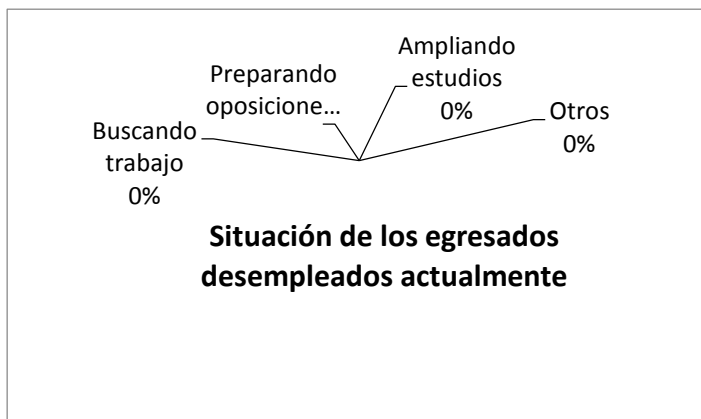 Ampliando
estudios
0%
Preparando
oposicione...
Otros
0%
Buscando
trabajo
0%
Situación de los egresados
desempleados actualmente